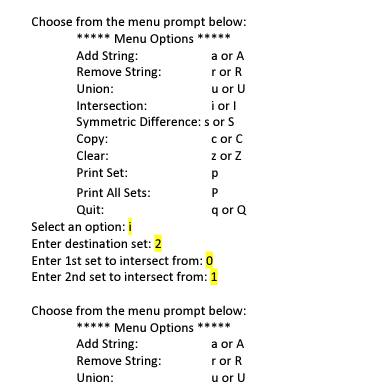 Choose from the menu prompt below:
***** Menu Options *****
Add String: a or A
Remove String: r or R
Union: u or U
Intersection: i or I
Symmetric Difference: s or S
Copy: c or C
Clear: z or Z
Print Set: p
Print All Sets: P
Quit: q or Q
Select an option: i
Enter destination set: 2
Enter 1st set to intersect from: 0
Enter 2nd set to intersect from: 1
Choose from the menu prompt below:
***** Menu Options *****
Add String: a or A
Remove String: r or R
Union: u or U